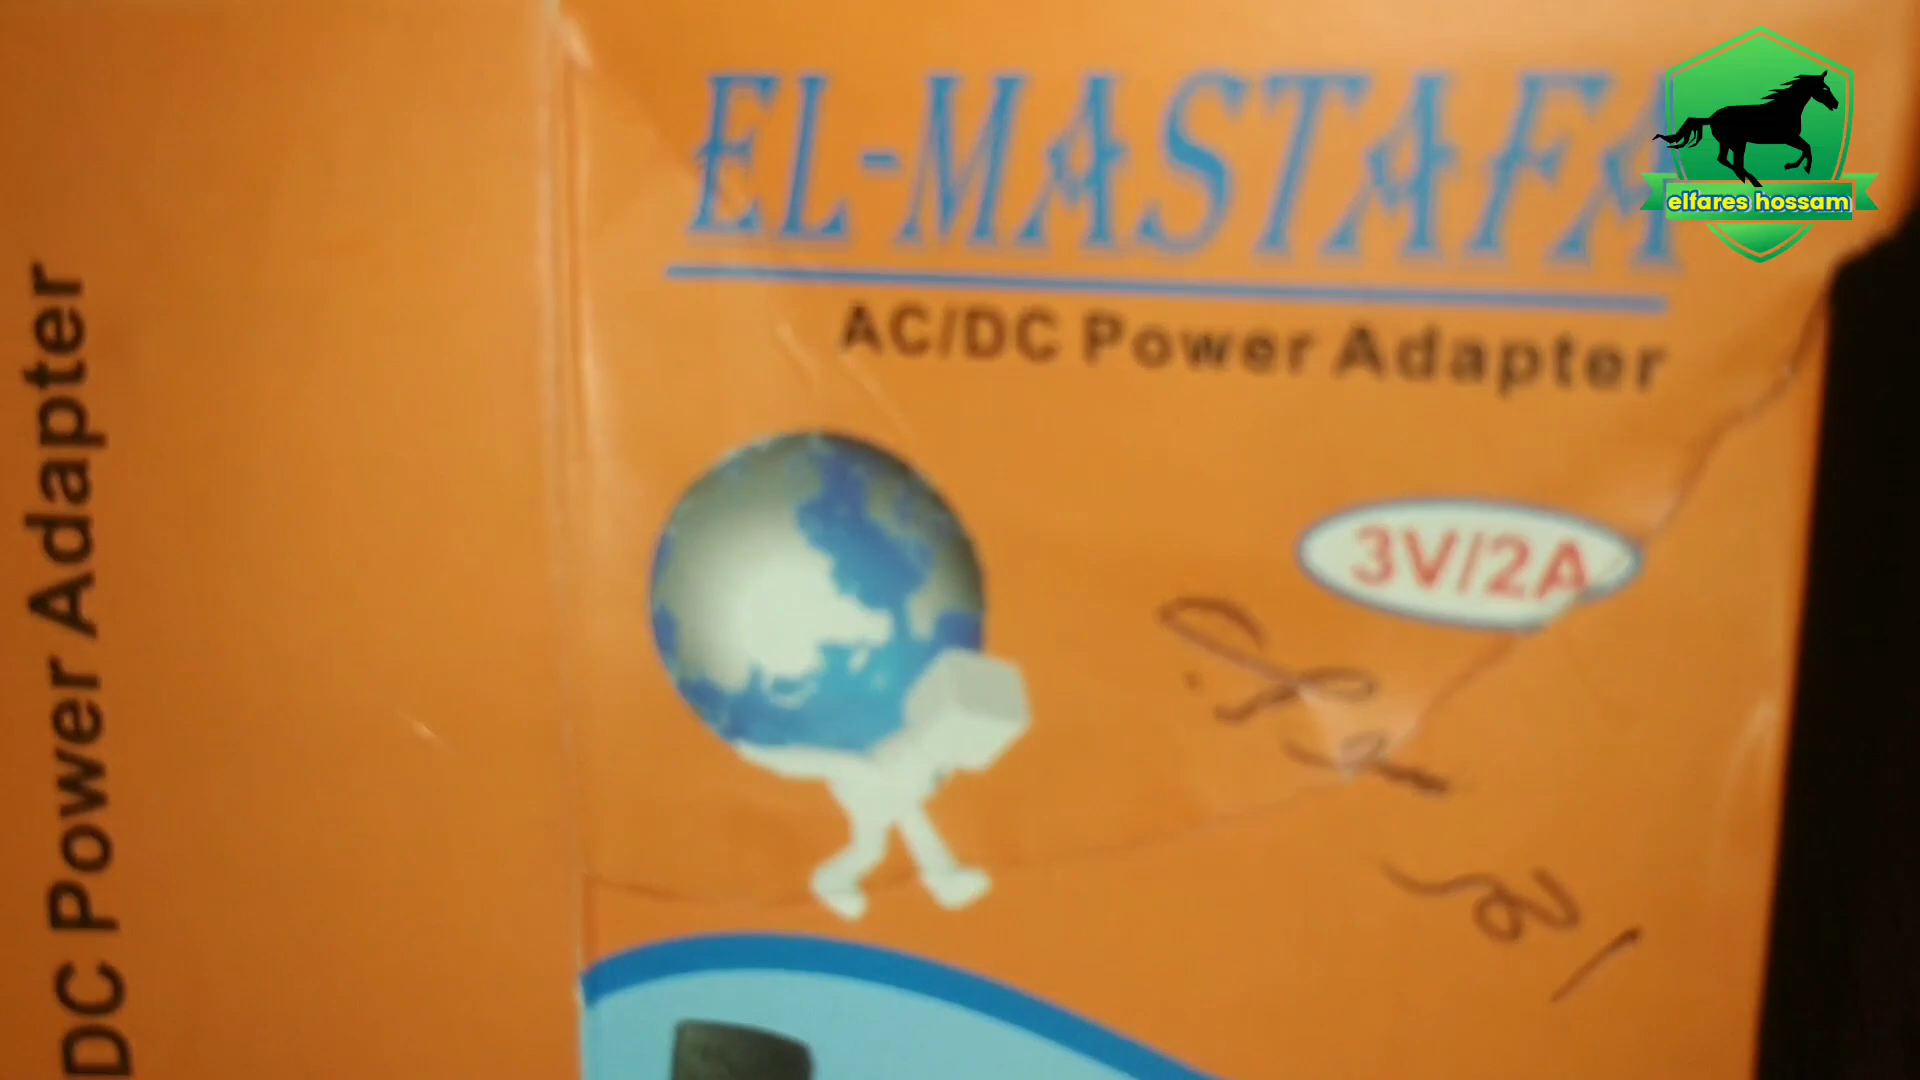 EL-MASTAFA
AC/DC Power Adapter
3V/2A
DC Power Adapter
elfares hossam